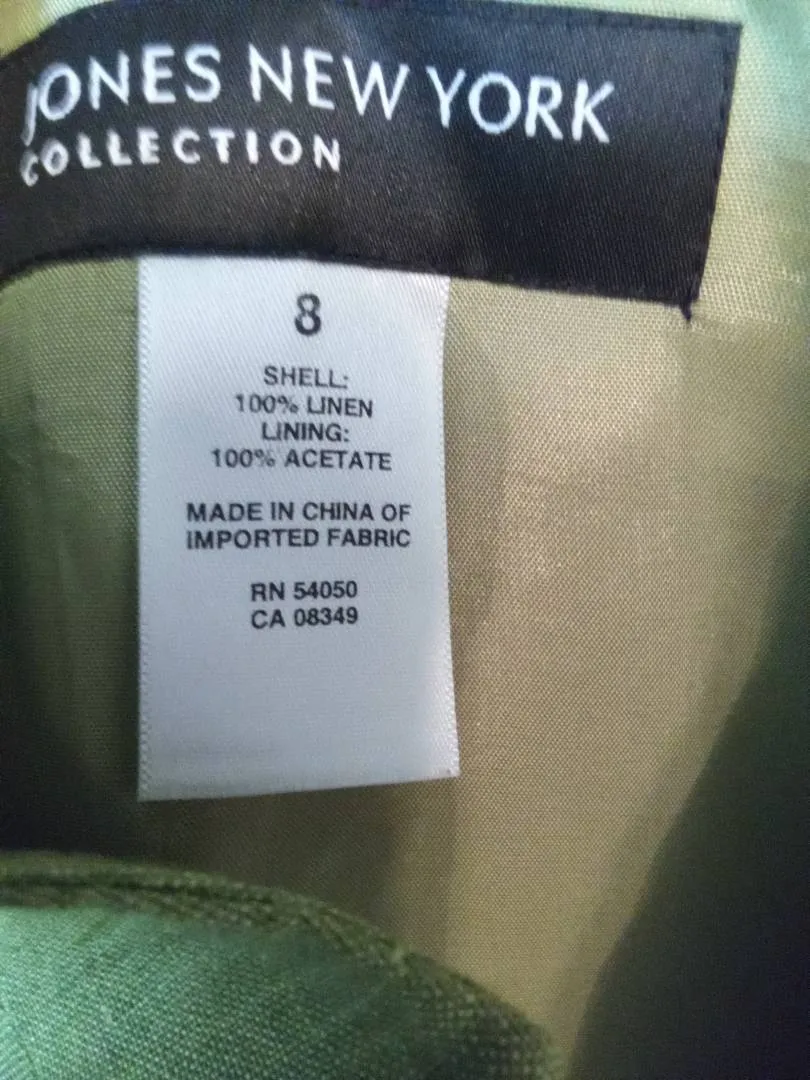 JONES NEW YORK
COLLECTION
8
SHELL:
100% LINEN
LINING:
100% ACETATE
MADE IN CHINA OF
IMPORTED FABRIC
RN 54050
CA 08349